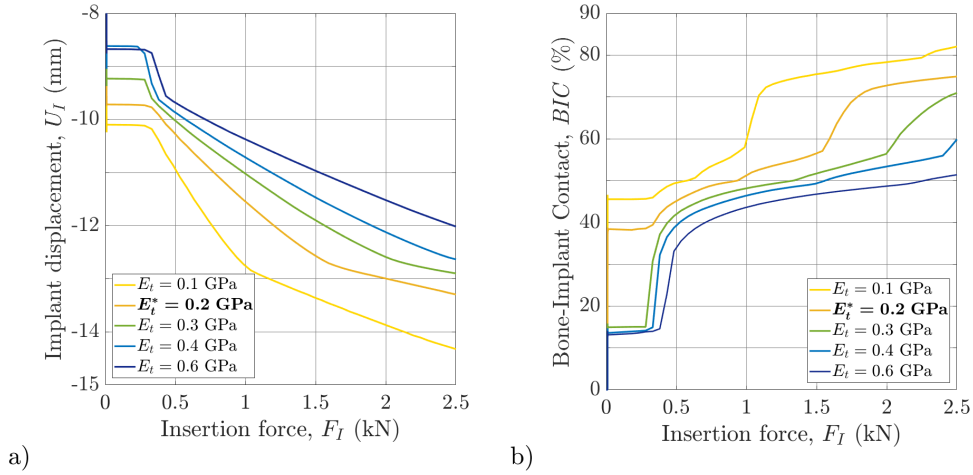 -8
-10
-12
-14
-15
Implant displacement, U_I (mm)
E_t = 0.1 GPa
E_t^* = 0.2 GPa
E_t = 0.3 GPa
E_t = 0.4 GPa
E_t = 0.6 GPa
0 0.5 1 1.5 2 2.5
Insertion force, F_I (kN)
a)
90
80
60
40
20
0
Bone-Implant Contact, BIC (%)
E_t = 0.1 GPa
E_t^* = 0.2 GPa
E_t = 0.3 GPa
E_t = 0.4 GPa
E_t = 0.6 GPa
0 0.5 1 1.5 2 2.5
Insertion force, F_I (kN)
b)